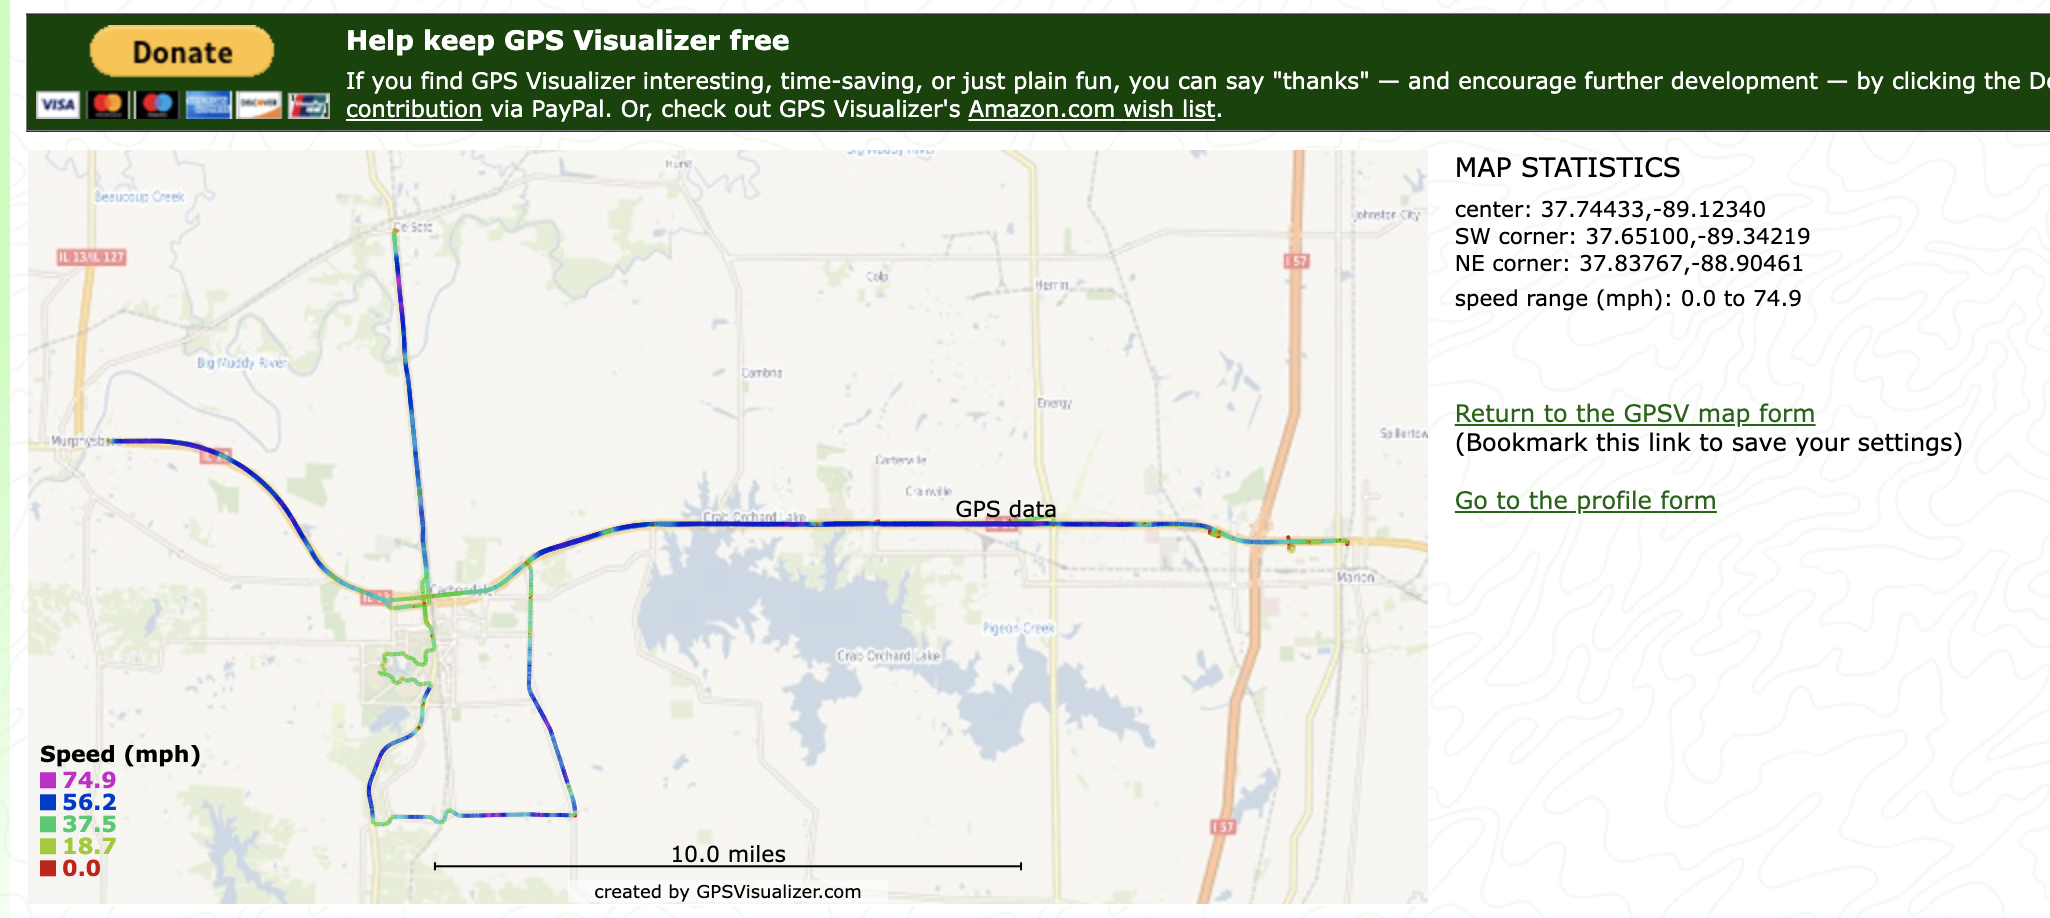 Donate
Help keep GPS Visualizer free
If you find GPS Visualizer interesting, time-saving, or just plain fun, you can say "thanks" — and encourage further development — by clicking the
VISA
DISCOVER
contribution via PayPal. Or, check out GPS Visualizer's Amazon.com wish list.
MAP STATISTICS
center: 37.74433,-89.12340
SW corner: 37.65100,-89.34219
NE corner: 37.83767,-88.90461
speed range (mph): 0.0 to 74.9
Return to the GPSV map form
(Bookmark this link to save your settings)
Go to the profile form
Big Muddy River
Hurst
Beaucoup Creek
Johnston City
De Soto
IL 13/IL 127
I 57
Colp
Herrin
Big Muddy River
Cambria
Energy
Murphysbo
Carterville
Crainville
GPS data
Crab Orchard Lake
Marion
Carbondale
Pigeon Creek
Crab Orchard Lake
Speed (mph)
74.9
56.2
37.5
18.7
0.0
I 57
10.0 miles
created by GPSVisualizer.com